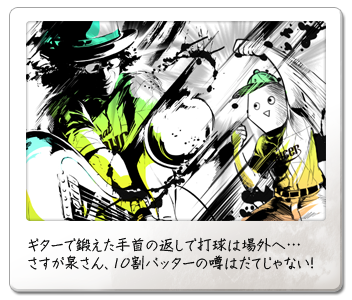 ギターで鍛えた手首の返しで打球は場外へ…
さすが泉さん、10割バッターの噂はだてじゃない!